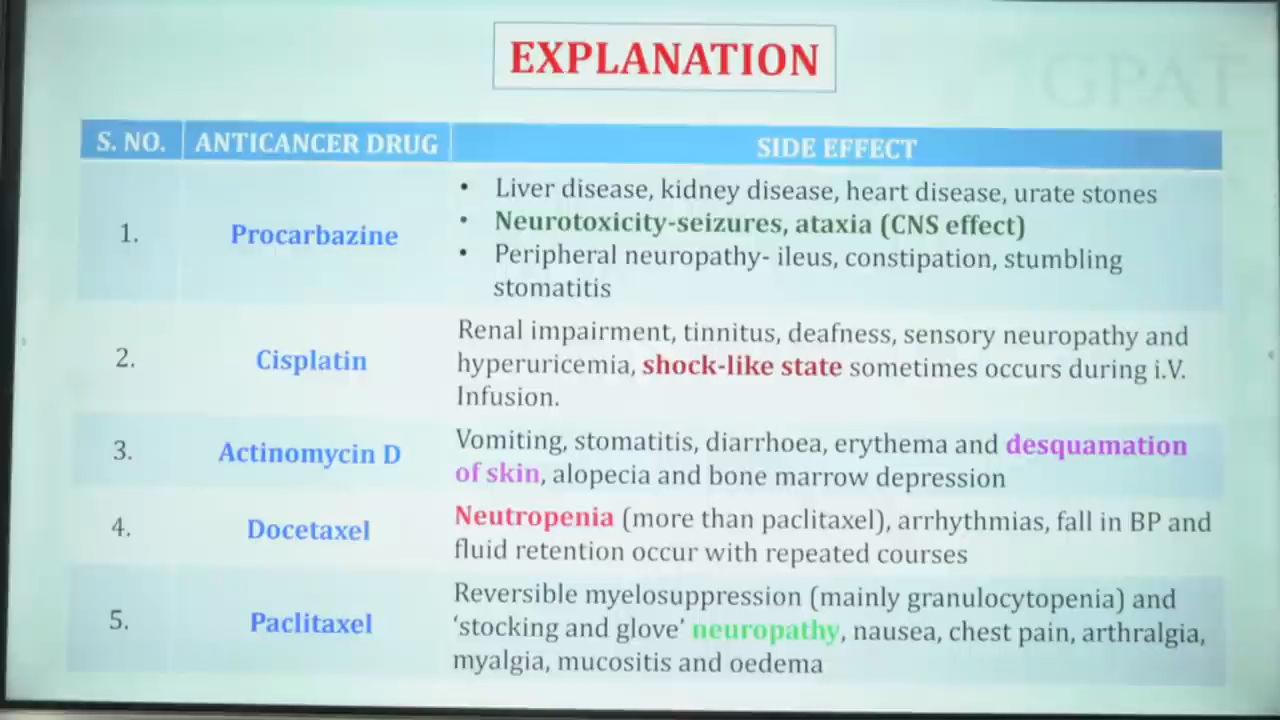 EXPLANATION
GPAT
S. NO. ANTICANCER DRUG SIDE EFFECT
1. Procarbazine
• Liver disease, kidney disease, heart disease, urate stones
• Neurotoxicity-seizures, ataxia (CNS effect)
• Peripheral neuropathy- ileus, constipation, stumbling
stomatitis
2. Cisplatin
Renal impairment, tinnitus, deafness, sensory neuropathy and
hyperuricemia, shock-like state sometimes occurs during i.V.
Infusion.
3. Actinomycin D
Vomiting, stomatitis, diarrhoea, erythema and desquamation
of skin, alopecia and bone marrow depression
4. Docetaxel
Neutropenia (more than paclitaxel), arrhythmias, fall in BP and
fluid retention occur with repeated courses
5. Paclitaxel
Reversible myelosuppression (mainly granulocytopenia) and
‘stocking and glove’ neuropathy, nausea, chest pain, arthralgia,
myalgia, mucositis and oedema